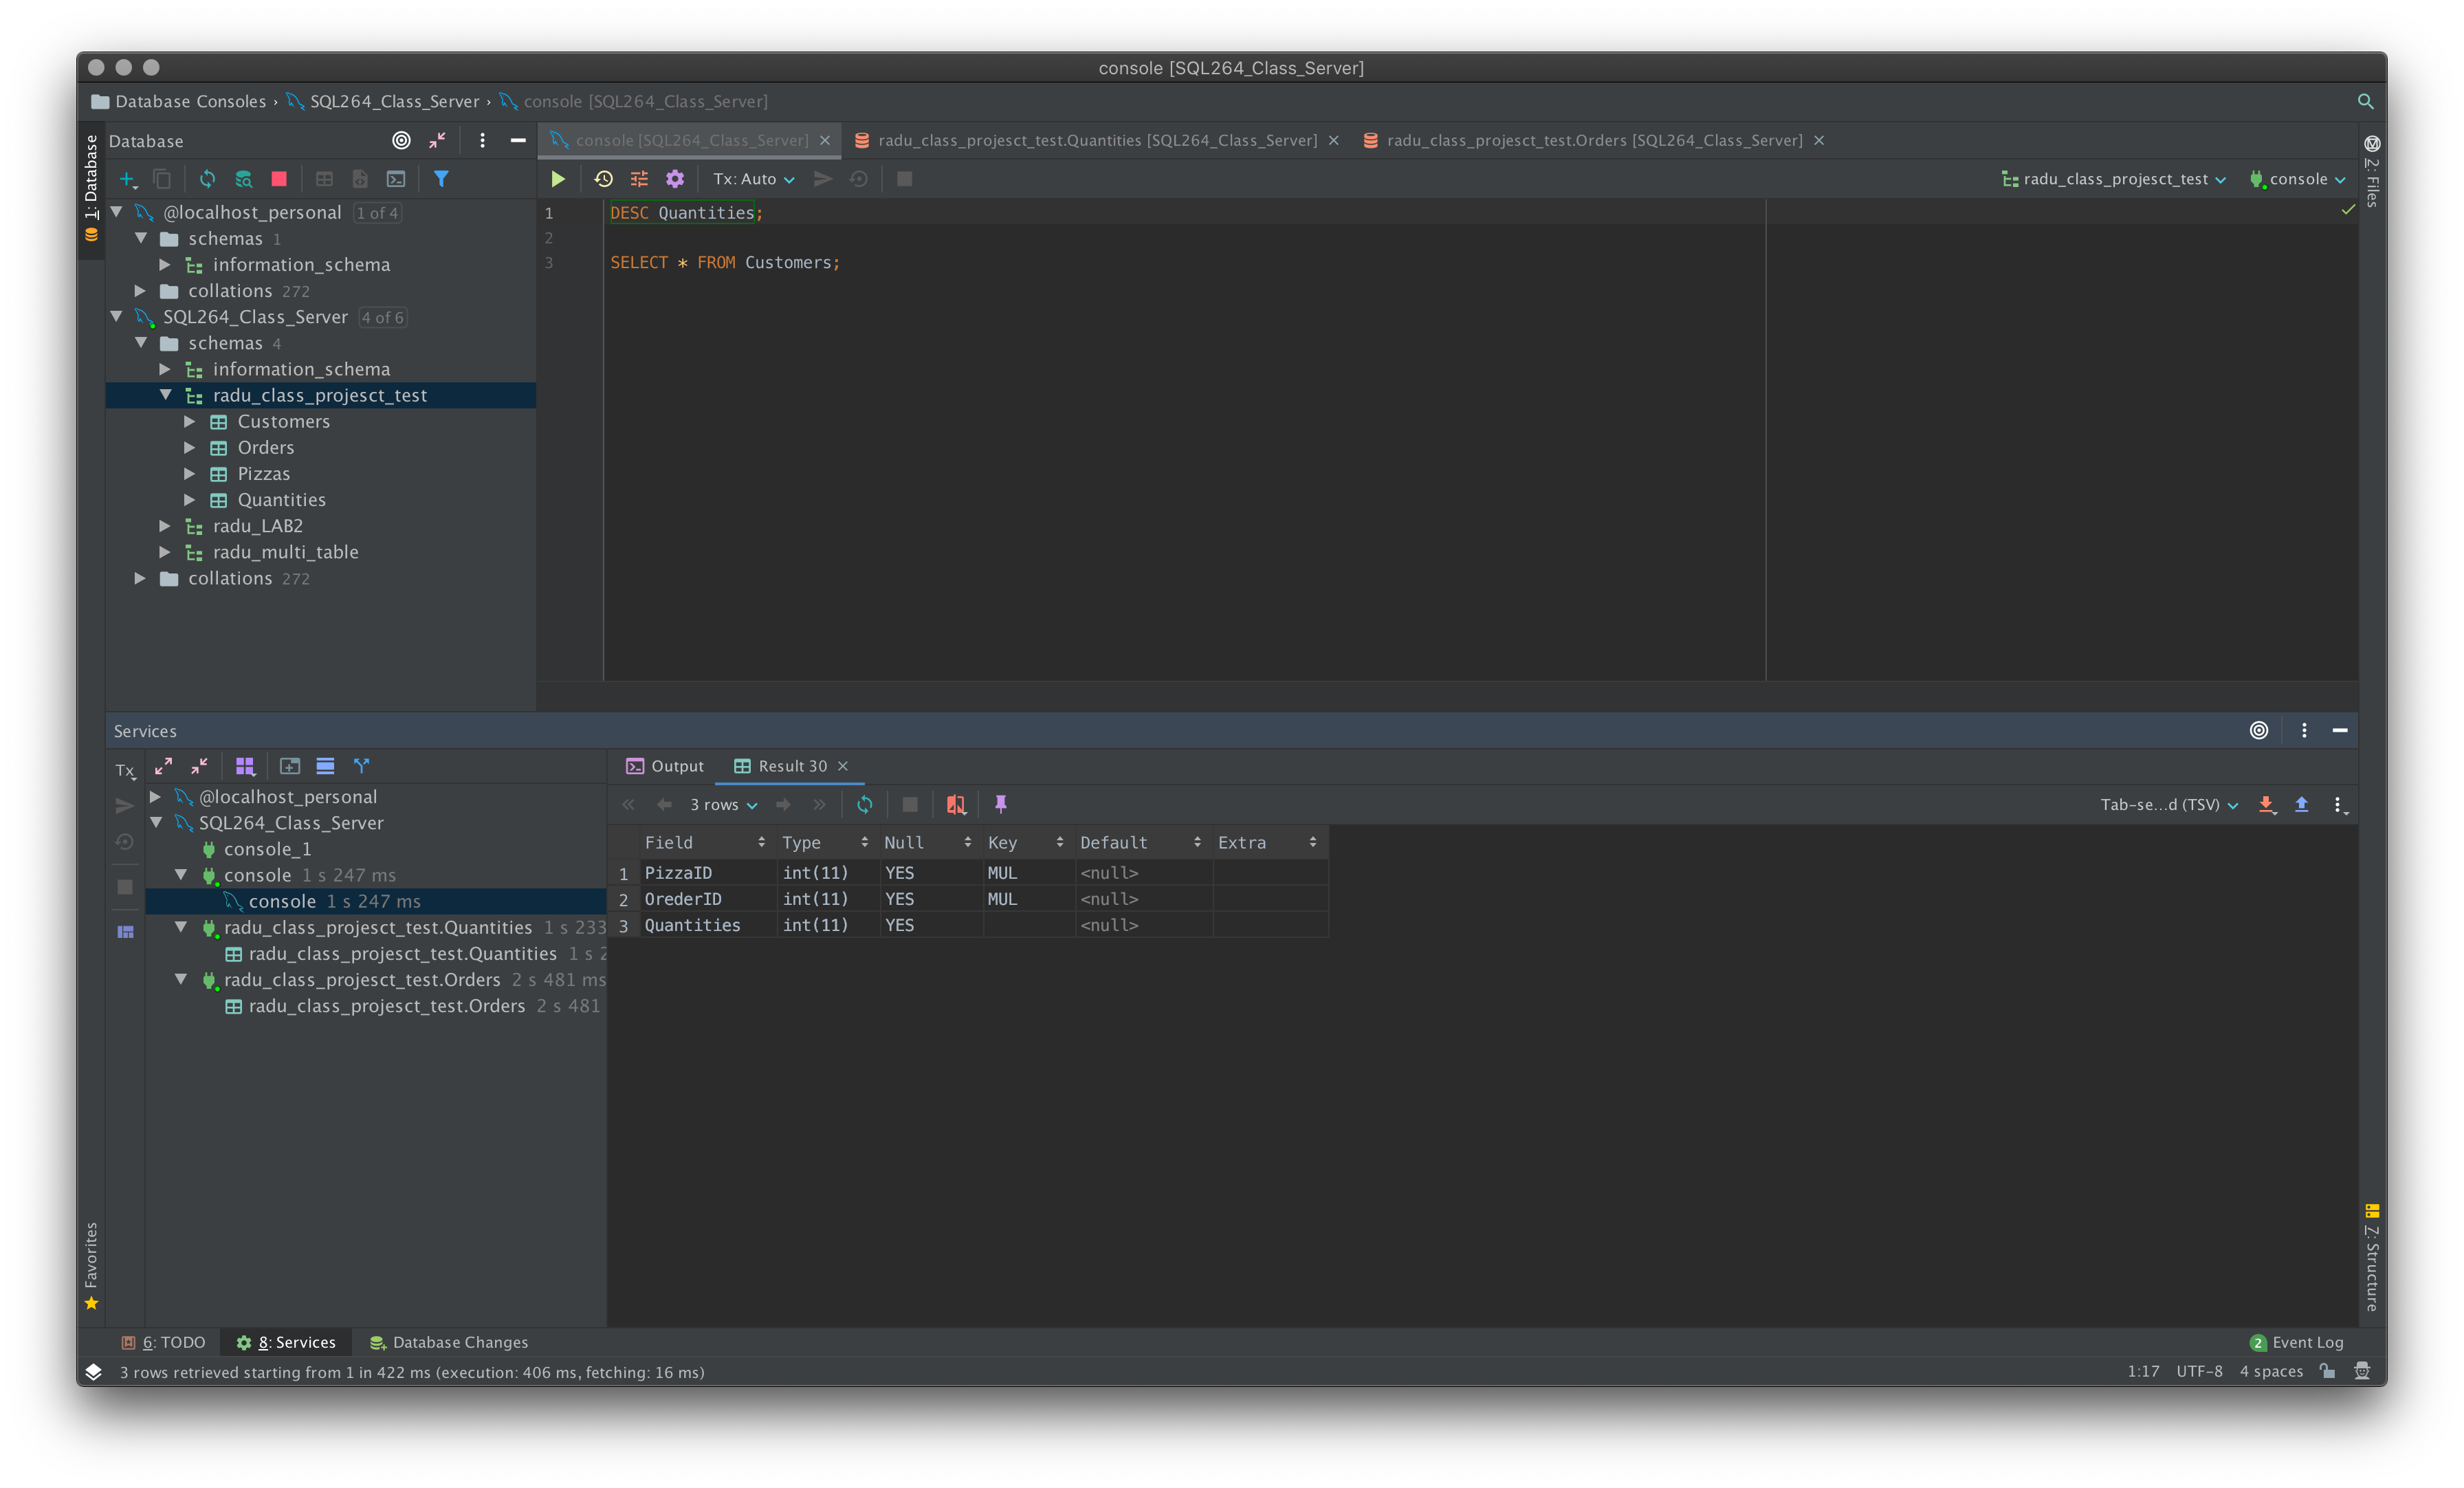 console [SQL264_Class_Server]
Database Consoles › SQL264_Class_Server › console [SQL264_Class_Server]
1: Database
Database
console [SQL264_Class_Server]
radu_class_projesct_test.Quantities [SQL264_Class_Server]
radu_class_projesct_test.Orders [SQL264_Class_Server]
2: Files
Tx: Auto
radu_class_projesct_test
console
@localhost_personal 1 of 4
schemas 1
information_schema
collations 272
SQL264_Class_Server 4 of 6
schemas 4
information_schema
radu_class_projesct_test
Customers
Orders
Pizzas
Quantities
radu_LAB2
radu_multi_table
collations 272
1 DESC Quantities;
2
3 SELECT * FROM Customers;
Services
Tx
@localhost_personal
SQL264_Class_Server
console_1
console 1 s 247 ms
console 1 s 247 ms
radu_class_projesct_test.Quantities 1 s 233
radu_class_projesct_test.Quantities 1 s 2
radu_class_projesct_test.Orders 2 s 481 ms
radu_class_projesct_test.Orders 2 s 481
Output
Result 30
3 rows
Tab-se...d (TSV)
Field Type Null Key Default Extra
1 PizzaID int(11) YES MUL <null>
2 OrederID int(11) YES MUL <null>
3 Quantities int(11) YES <null>
Favorites
7: Structure
6: TODO
8: Services
Database Changes
2 Event Log
3 rows retrieved starting from 1 in 422 ms (execution: 406 ms, fetching: 16 ms)
1:17 UTF-8 4 spaces